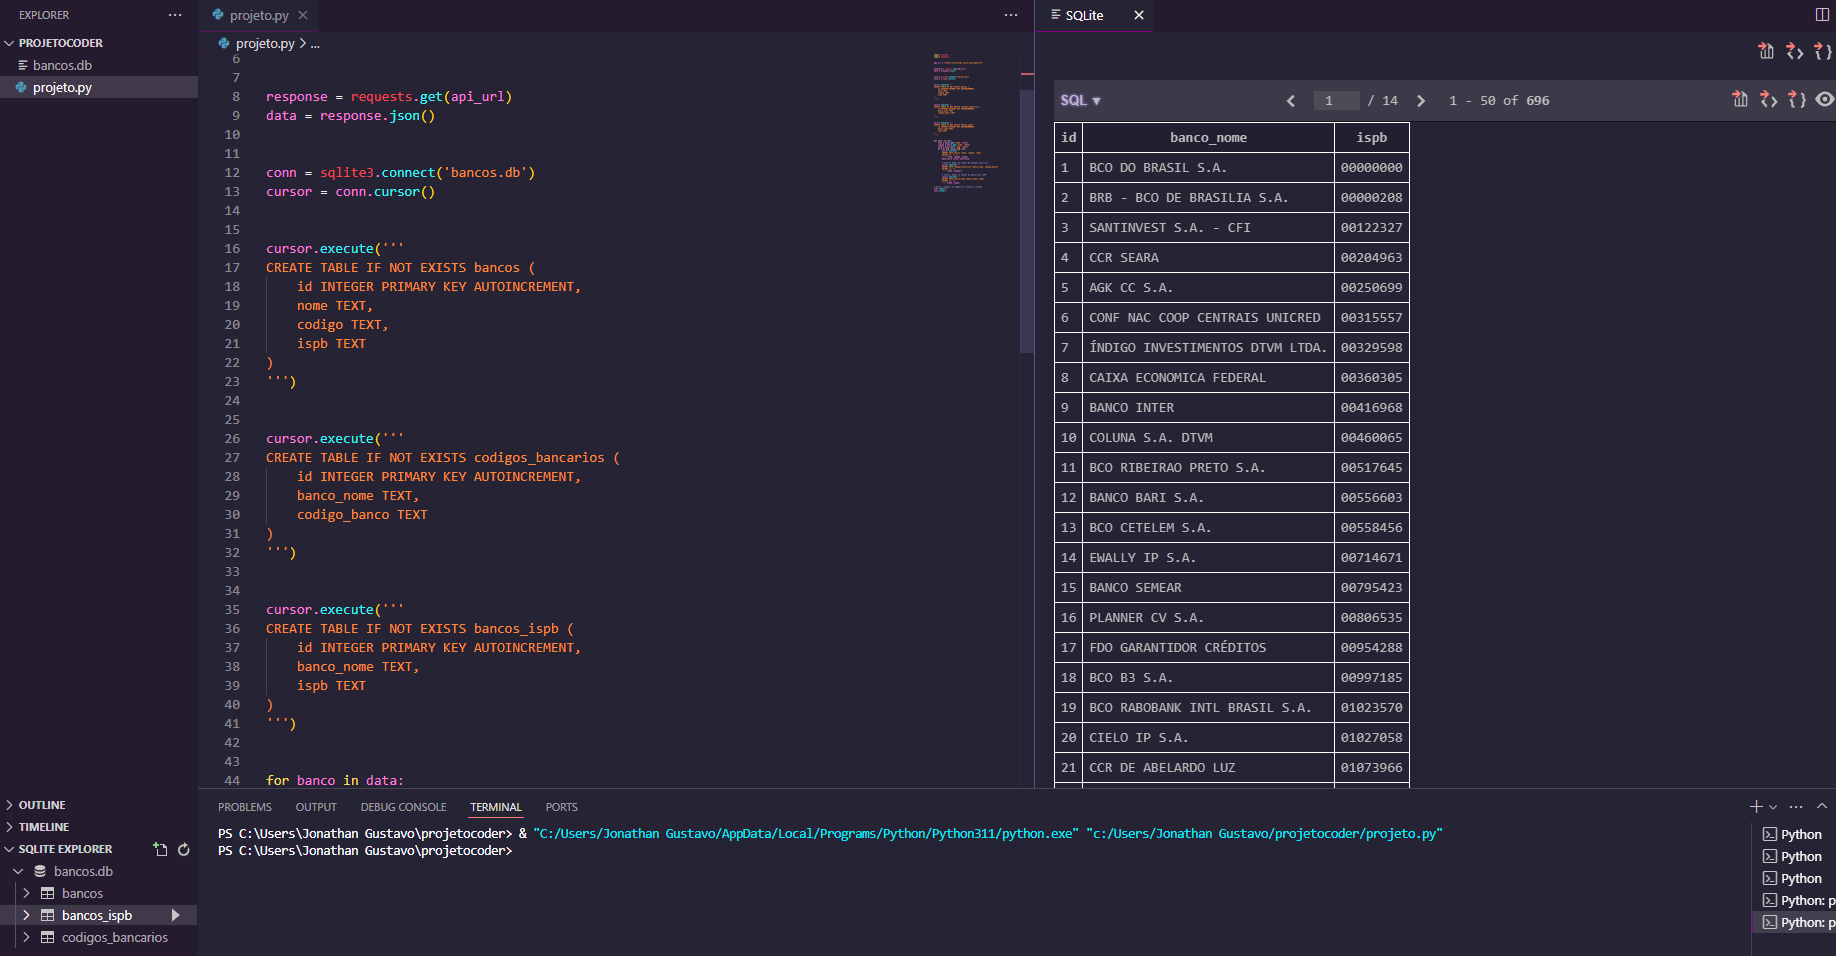 EXPLORER
PROJETOCODER
bancos.db
projeto.py
OUTLINE
TIMELINE
SQLITE EXPLORER
bancos.db
bancos
bancos_ispb
codigos_bancarios
projeto.py
projeto.py > ...
6
7
8 response = requests.get(api_url)
9 data = response.json()
10
11
12 conn = sqlite3.connect('bancos.db')
13 cursor = conn.cursor()
14
15
16 cursor.execute('''
17 CREATE TABLE IF NOT EXISTS bancos (
18 id INTEGER PRIMARY KEY AUTOINCREMENT,
19 nome TEXT,
20 codigo TEXT,
21 ispb TEXT
22 )
23 ''')
24
25
26 cursor.execute('''
27 CREATE TABLE IF NOT EXISTS codigos_bancarios (
28 id INTEGER PRIMARY KEY AUTOINCREMENT,
29 banco_nome TEXT,
30 codigo_banco TEXT
31 )
32 ''')
33
34
35 cursor.execute('''
36 CREATE TABLE IF NOT EXISTS bancos_ispb (
37 id INTEGER PRIMARY KEY AUTOINCREMENT,
38 banco_nome TEXT,
39 ispb TEXT
40 )
41 ''')
42
43
44 for banco in data:
SQLite
SQL ▼ < 1 / 14 > 1 - 50 of 696
id banco_nome ispb
1 BCO DO BRASIL S.A. 00000000
2 BRB - BCO DE BRASILIA S.A. 00000208
3 SANTINVEST S.A. - CFI 00122327
4 CCR SEARA 00204963
5 AGK CC S.A. 00250699
6 CONF NAC COOP CENTRAIS UNICRED 00315557
7 ÍNDIGO INVESTIMENTOS DTVM LTDA. 00329598
8 CAIXA ECONOMICA FEDERAL 00360305
9 BANCO INTER 00416968
10 COLUNA S.A. DTVM 00460065
11 BCO RIBEIRAO PRETO S.A. 00517645
12 BANCO BARI S.A. 00556603
13 BCO CETELEM S.A. 00558456
14 EWALLY IP S.A. 00714671
15 BANCO SEMEAR 00795423
16 PLANNER CV S.A. 00806535
17 FDO GARANTIDOR CRÉDITOS 00954288
18 BCO B3 S.A. 00997185
19 BCO RABOBANK INTL BRASIL S.A. 01023570
20 CIELO IP S.A. 01027058
21 CCR DE ABELARDO LUZ 01073966
PROBLEMS OUTPUT DEBUG CONSOLE TERMINAL PORTS
PS C:\Users\Jonathan Gustavo\projetocoder> & "C:/Users/Jonathan Gustavo/AppData/Local/Programs/Python/Python311/python.exe" "c:/Users/Jonathan Gustavo/projetocoder/projeto.py"
PS C:\Users\Jonathan Gustavo\projetocoder>
Python
Python
Python
Python: p
Python: p